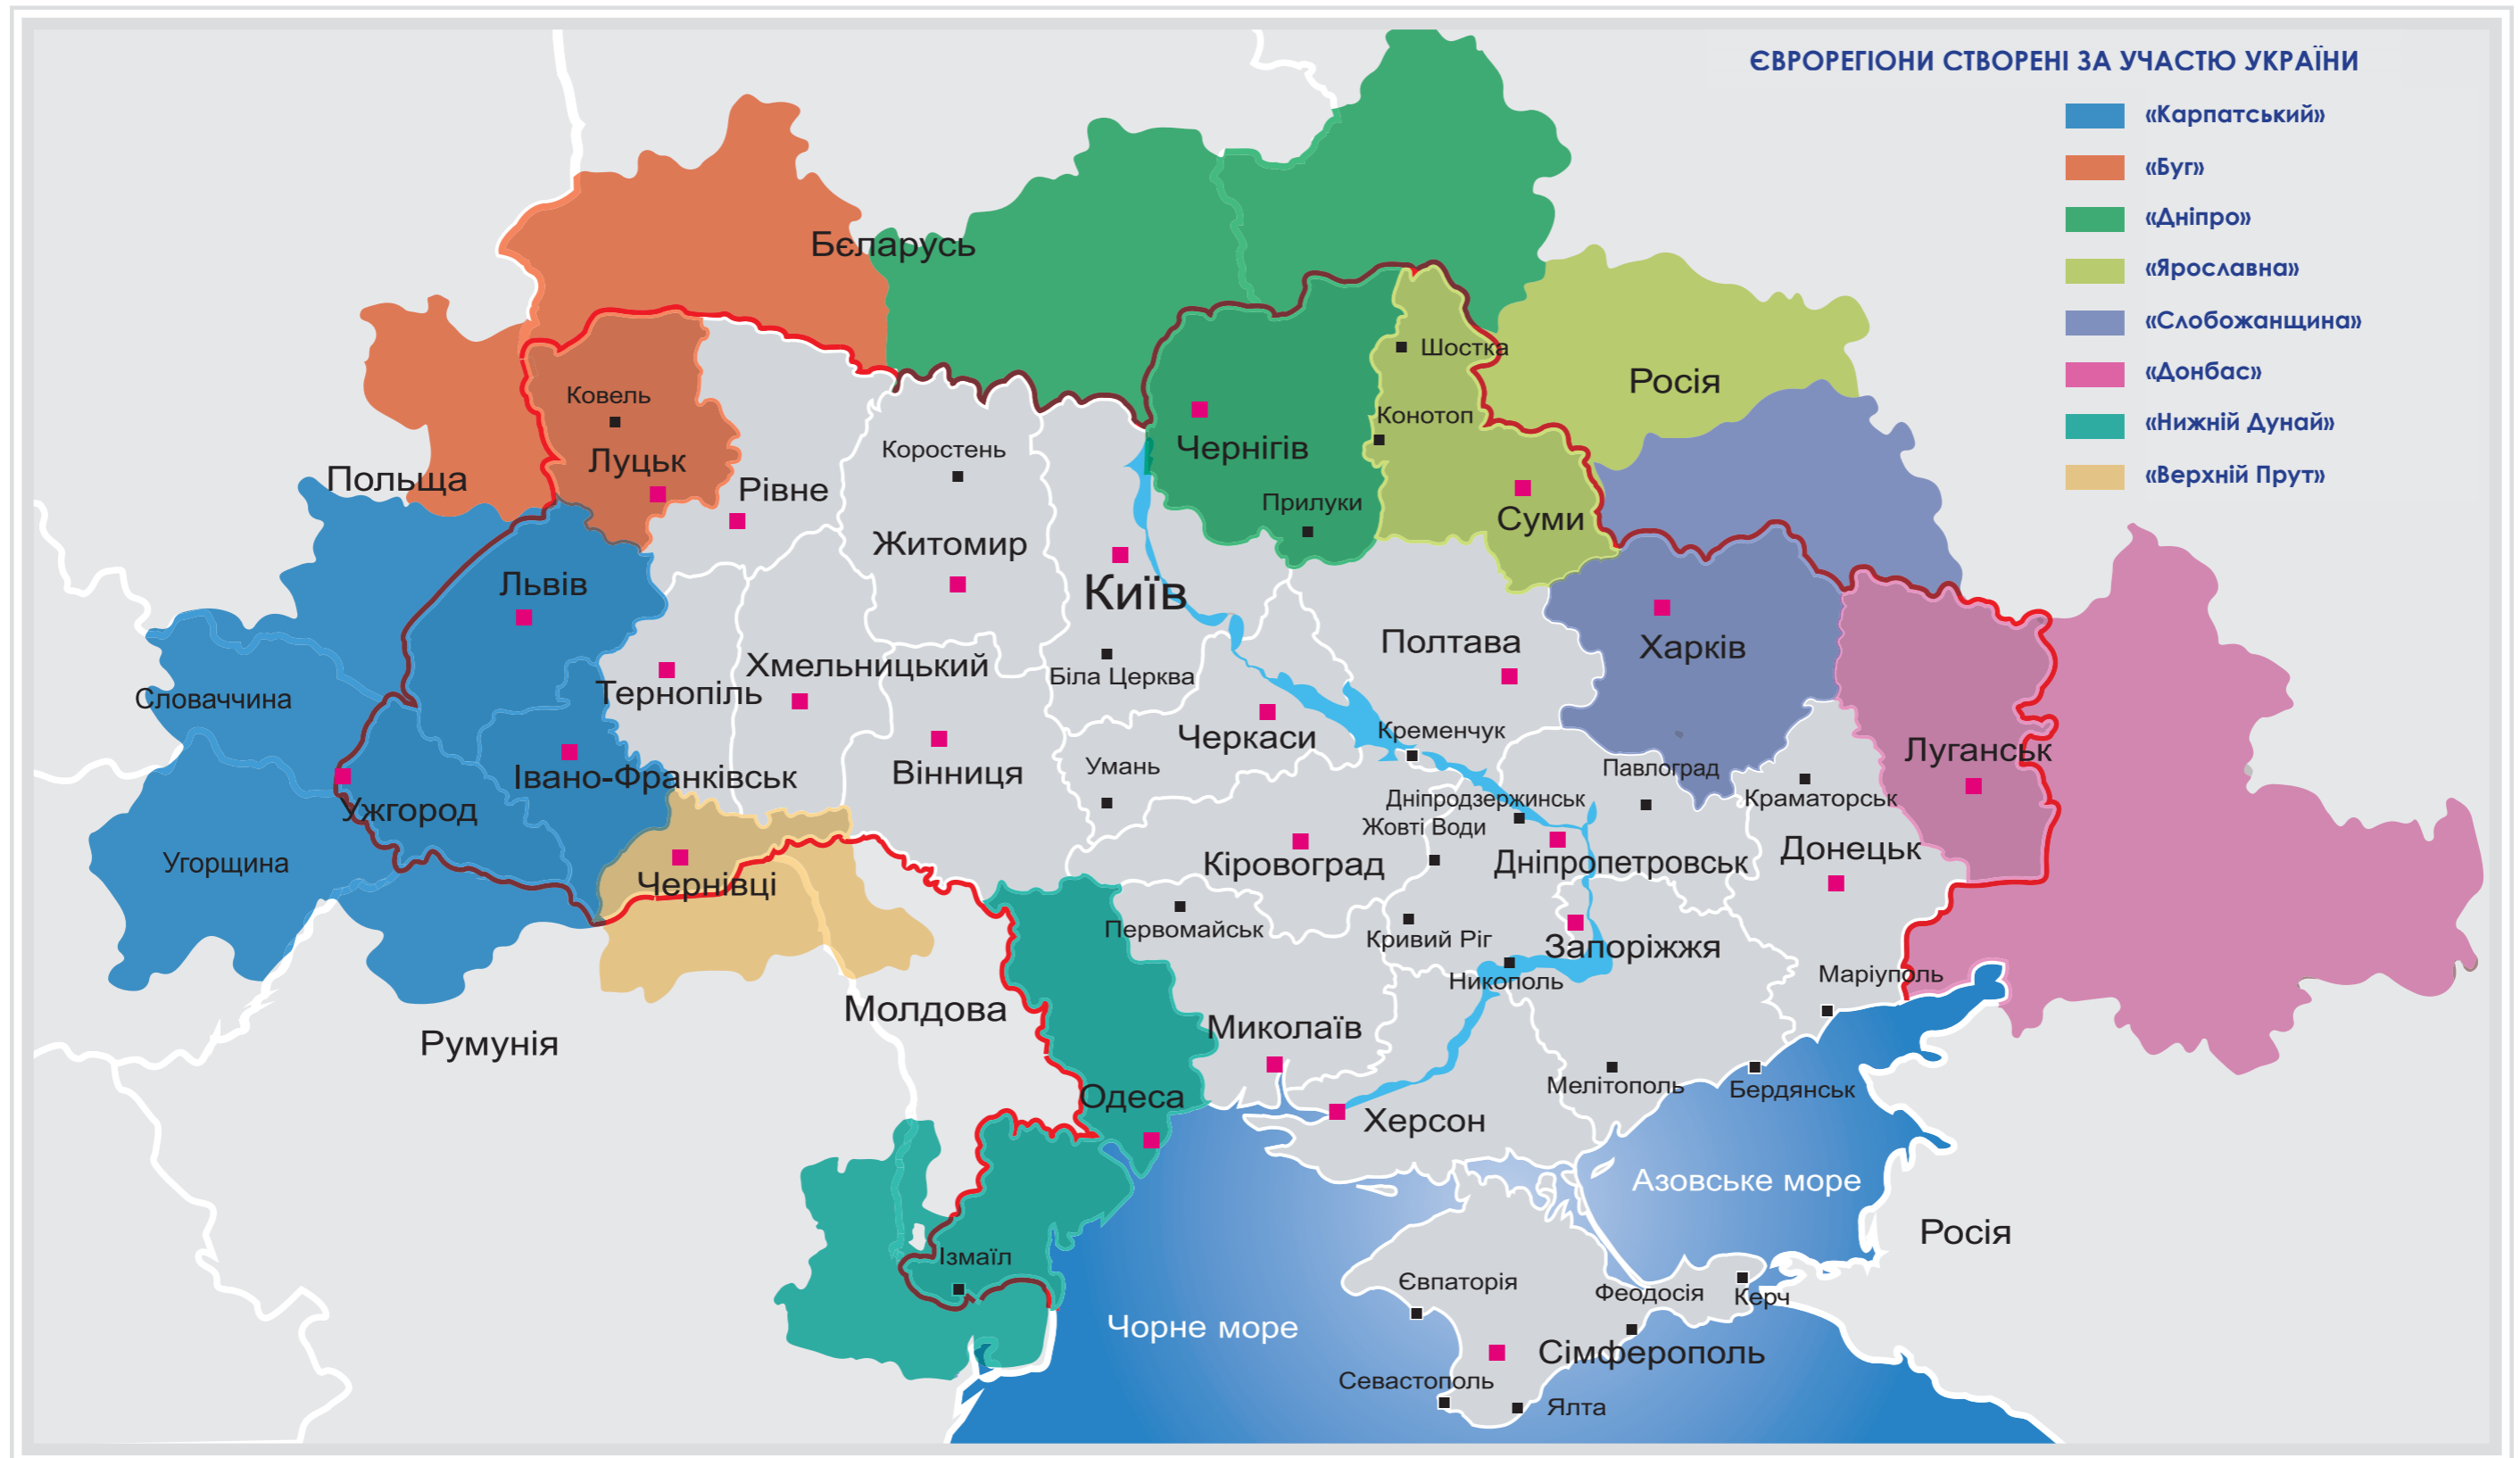 ЄВРОРЕГІОНИ СТВОРЕНІ ЗА УЧАСТЮ УКРАЇНИ
«Карпатський»
«Буг»
«Дніпро»
«Ярославна»
«Слобожанщина»
«Донбас»
«Нижній Дунай»
«Верхній Прут»
Бєларусь
Шостка
Росія
Ковель
Конотоп
Чернігів
Коростень
Луцьк
Польща
Рівне
Прилуки
Суми
Житомир
Львів
Київ
Полтава
Харків
Хмельницький
Біла Церква
Тернопіль
Словаччина
Кременчук
Черкаси
Луганськ
Умань
Павлоград
Вінниця
Івано-Франківськ
Дніпродзержинськ
Краматорськ
Ужгород
Жовті Води
Донецьк
Угорщина
Кіровоград
Дніпропетровськ
Чернівці
Первомайськ
Кривий Ріг
Запоріжжя
Маріуполь
Никополь
Молдова
Миколаїв
Румунія
Мелітополь
Бердянськ
Одеса
Херсон
Азовське море
Росія
Ізмаїл
Євпаторія
Феодосія
Керч
Чорне море
Сімферополь
Севастополь
Ялта